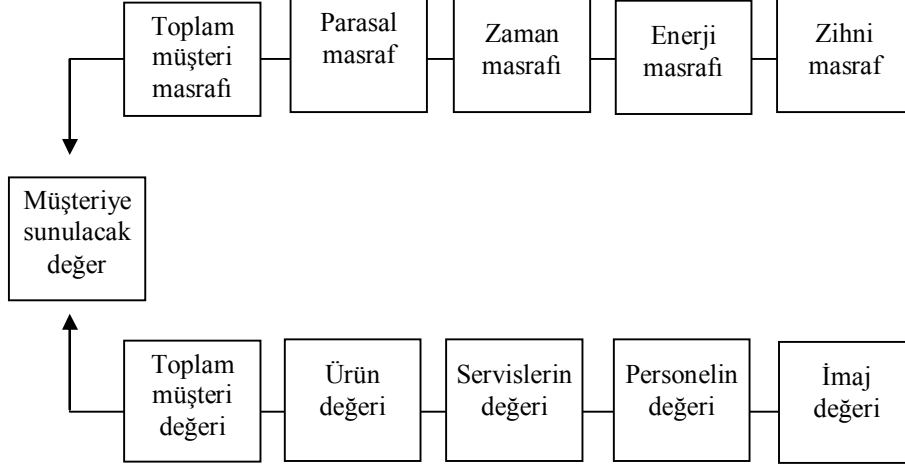 Toplam
müşteri
masrafı
Parasal
masraf
Zaman
masrafı
Enerji
masrafı
Zihni
masraf
Müşteriye
sunulacak
değer
Toplam
müşteri
değeri
Ürün
değeri
Servislerin
değeri
Personelin
değeri
İmaj
değeri